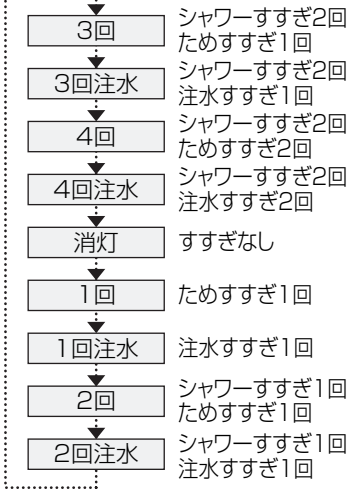 3回
シャワーすすぎ2回
ためすすぎ1回
3回注水
シャワーすすぎ2回
注水すすぎ1回
4回
シャワーすすぎ2回
ためすすぎ2回
4回注水
シャワーすすぎ2回
注水すすぎ2回
消灯
すすぎなし
1回
ためすすぎ1回
1回注水
注水すすぎ1回
2回
シャワーすすぎ1回
ためすすぎ1回
2回注水
シャワーすすぎ1回
注水すすぎ1回